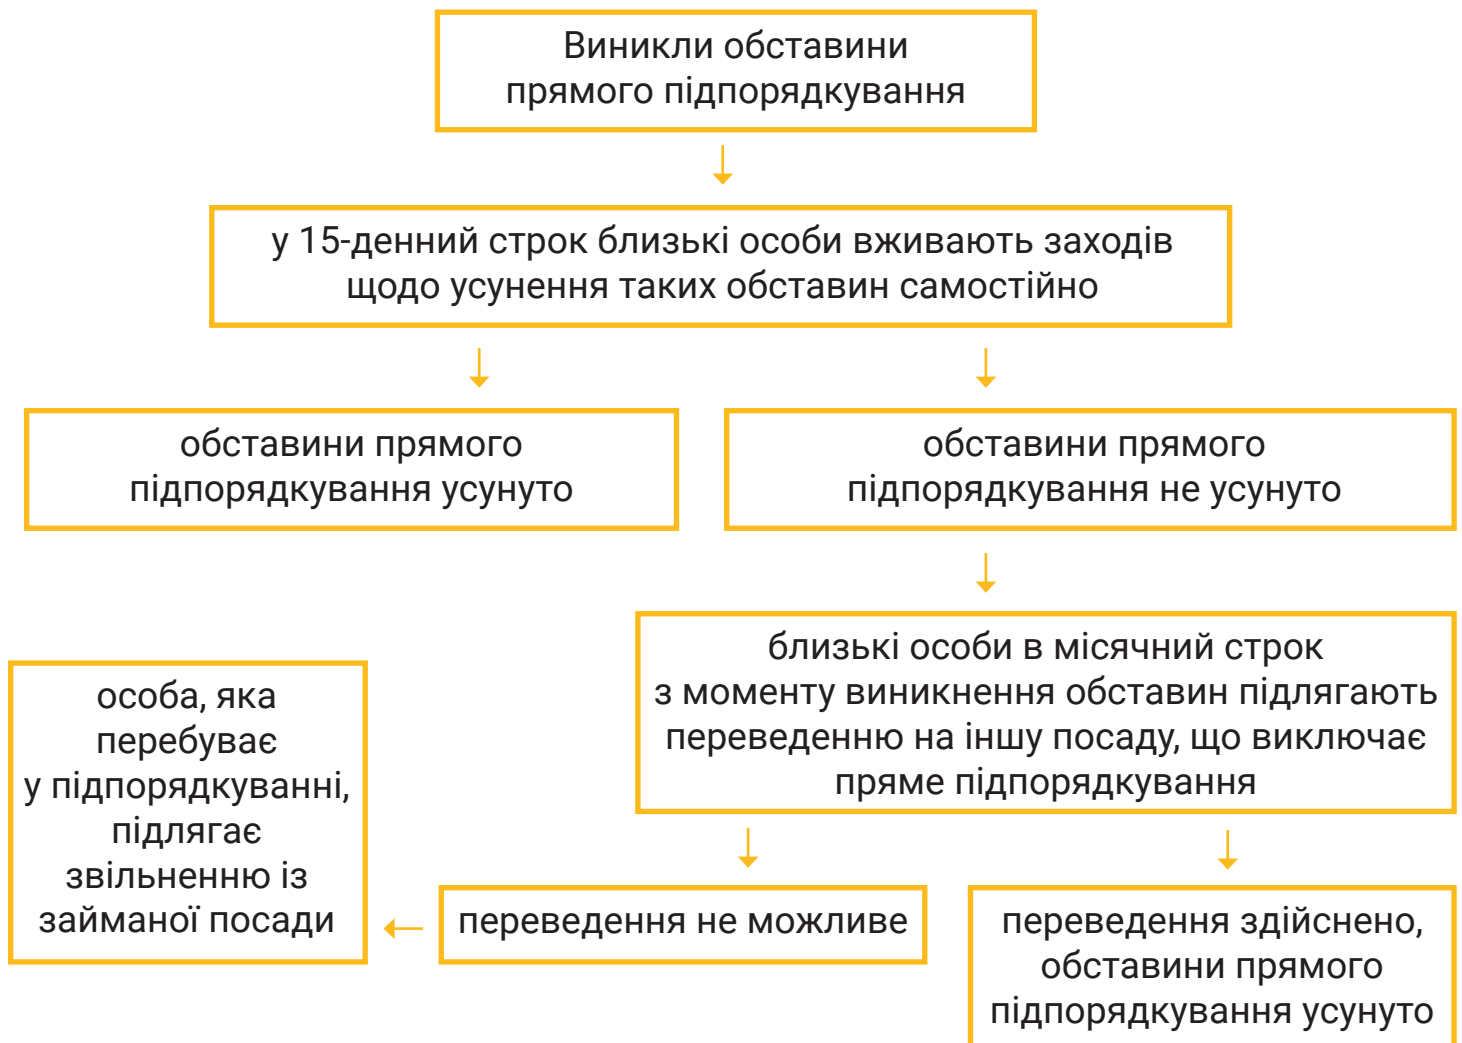 Виникли обставини
прямого підпорядкування
у 15-денний строк близькі особи вживають заходів
щодо усунення таких обставин самостійно
обставини прямого
підпорядкування усунуто
обставини прямого
підпорядкування не усунуто
близькі особи в місячний строк
з моменту виникнення обставин підлягають
переведенню на іншу посаду, що виключає
пряме підпорядкування
особа, яка
перебуває
у підпорядкуванні,
підлягає
звільненню із
займаної посади
переведення не можливе
переведення здійснено,
обставини прямого
підпорядкування усунуто